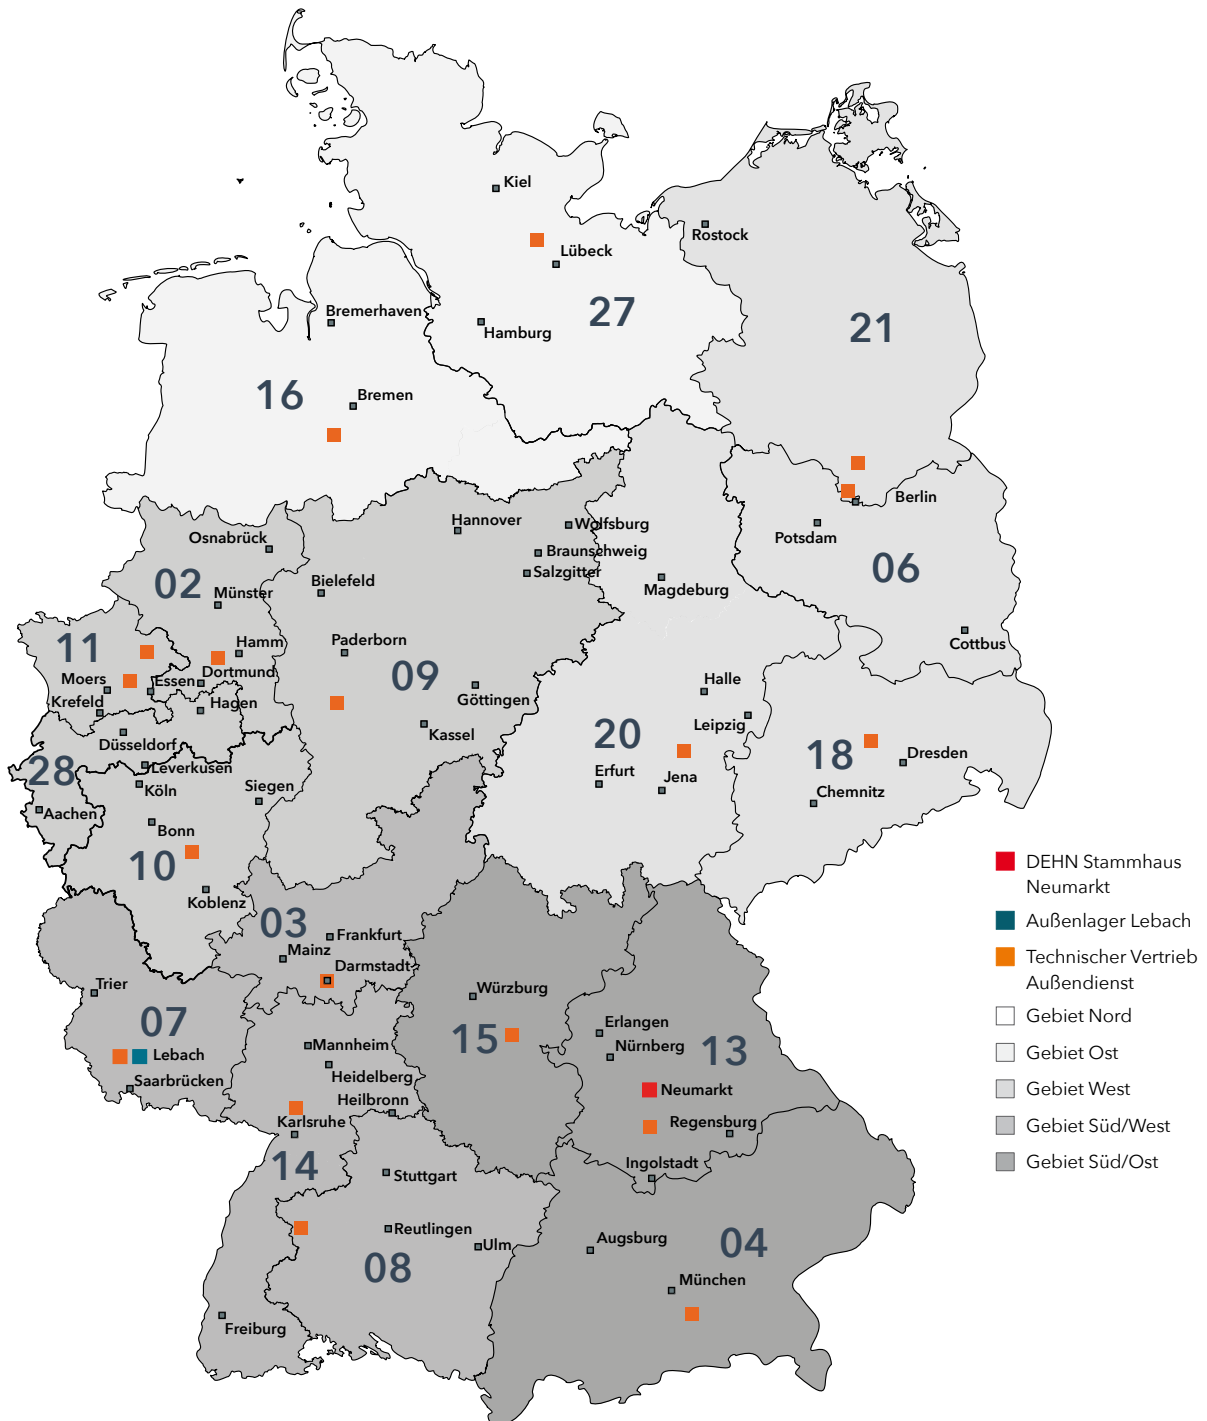 Kiel
Rostock
Lübeck
27
Bremerhaven
Hamburg
21
16
Bremen
Berlin
Hannover
Wolfsburg
Osnabrück
Potsdam
Braunschweig
Salzgitter
06
02
Bielefeld
Münster
Magdeburg
11
Hamm
Paderborn
Cottbus
09
Moers
Essen
Dortmund
Halle
Krefeld
Hagen
Göttingen
Leipzig
Düsseldorf
Kassel
20
18
Dresden
28
Leverkusen
Erfurt
Jena
Köln
Siegen
Chemnitz
Aachen
Bonn
10
Koblenz
03
Frankfurt
Mainz
Darmstadt
Trier
Würzburg
07
Erlangen
15
13
Mannheim
Nürnberg
Lebach
Heidelberg
Saarbrücken
Neumarkt
Heilbronn
Karlsruhe
Regensburg
14
Ingolstadt
Stuttgart
Reutlingen
Augsburg
04
Ulm
08
München
Freiburg
DEHN Stammhaus
Neumarkt
Außenlager Lebach
Technischer Vertrieb
Außendienst
Gebiet Nord
Gebiet Ost
Gebiet West
Gebiet Süd/West
Gebiet Süd/Ost